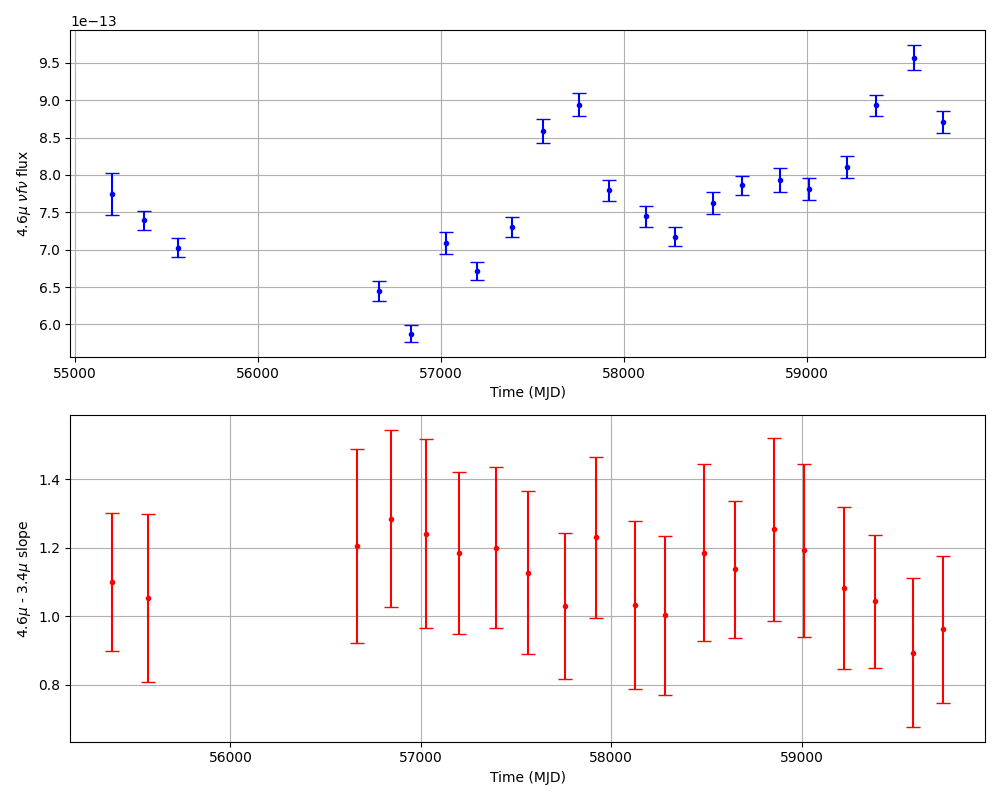 1e−13
9.5
9.0
8.5
8.0
7.5
7.0
6.5
6.0
4.6μ νfν flux
55000 56000 57000 58000 59000
Time (MJD)
1.4
1.2
1.0
0.8
4.6μ - 3.4μ slope
56000 57000 58000 59000
Time (MJD)